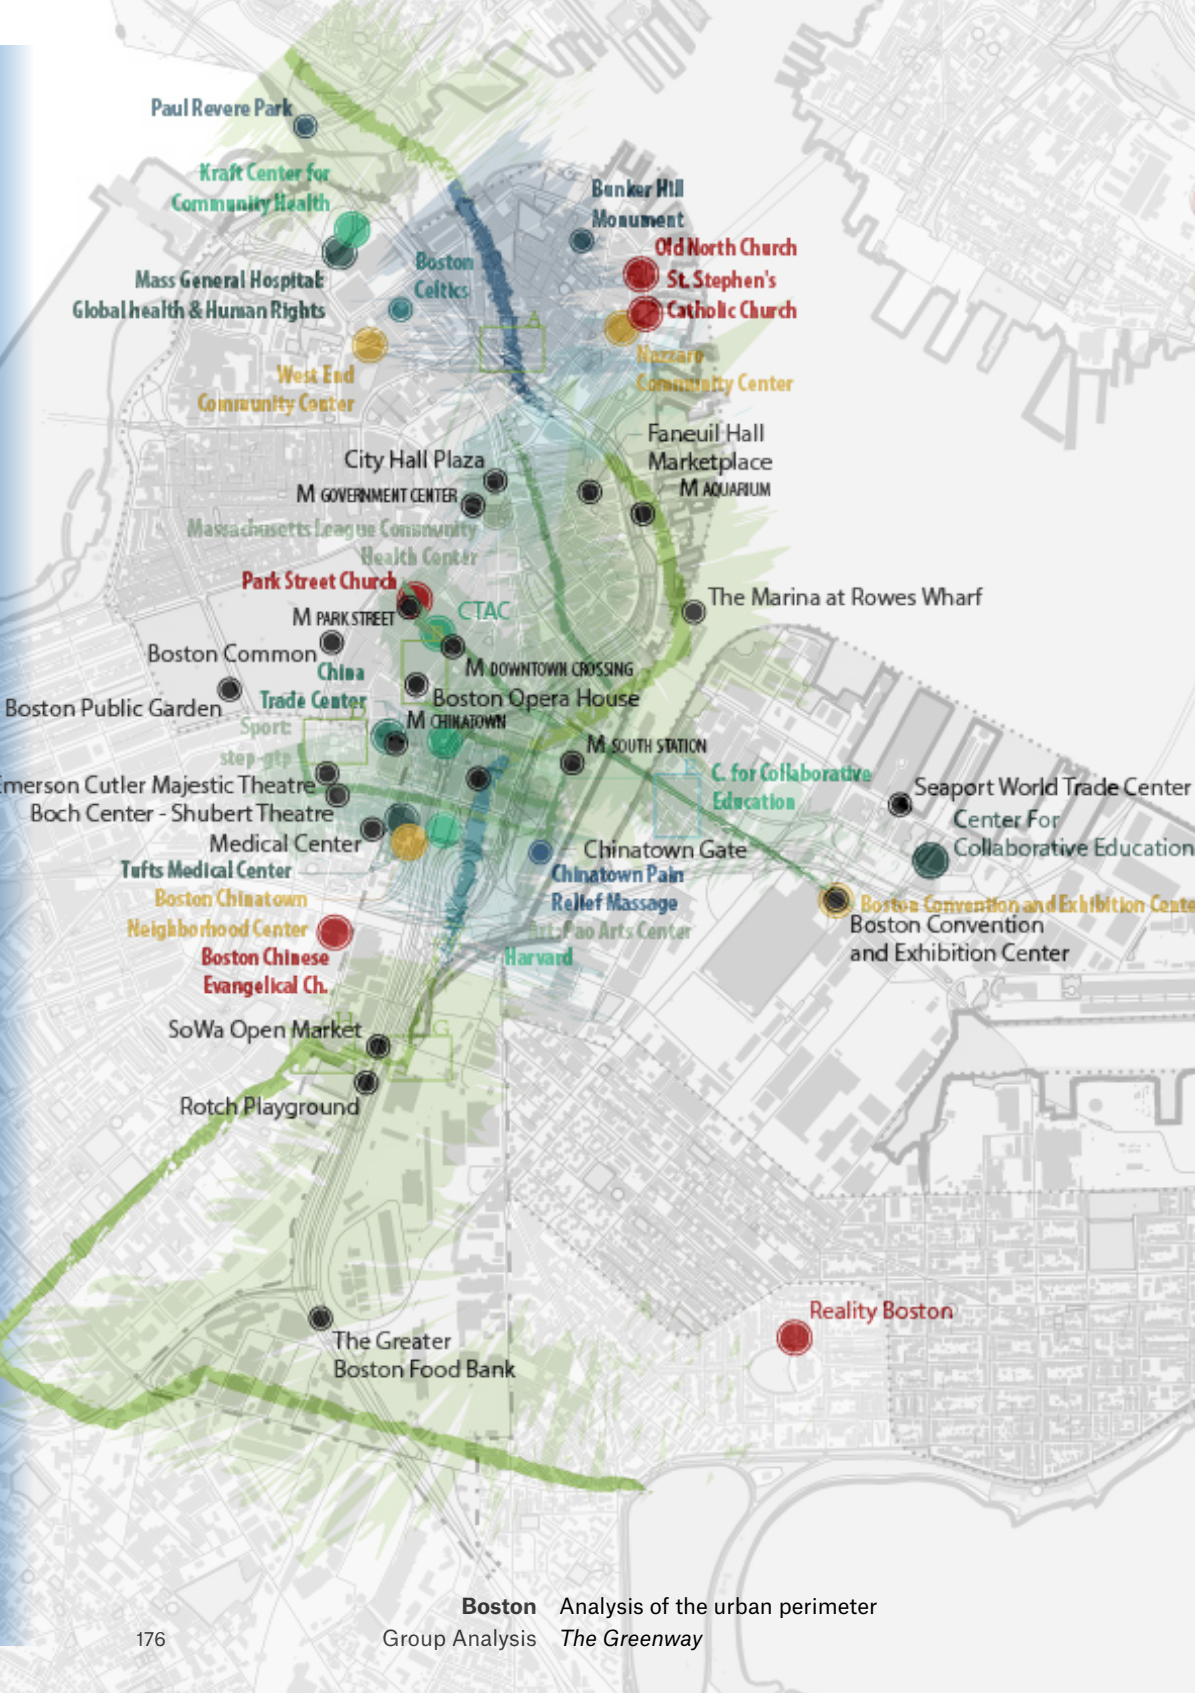 Paul Revere Park
Kraft Center for
Community Health
Bunker Hill
Monument
Old North Church
St. Stephen's
Catholic Church
Boston
Celtics
Mass General Hospital:
Global health & Human Rights
A
Nazzaro
Community Center
West End
Community Center
Faneuil Hall
Marketplace
City Hall Plaza
M AQUARIUM
M GOVERNMENT CENTER
Massachusetts League Community
Health Center
Park Street Church
The Marina at Rowes Wharf
CTAC
M PARK STREET
Boston Common
M DOWNTOWN CROSSING
China
Trade Center
Boston Opera House
Boston Public Garden
M CHINATOWN
Sport:
step-gtp
M SOUTH STATION
E
C. for Collaborative
Education
Emerson Cutler Majestic Theatre
Seaport World Trade Center
Boch Center - Shubert Theatre
Center For
Collaborative Education
Medical Center
Chinatown Gate
Tufts Medical Center
Chinatown Pain
Relief Massage
Boston Chinatown
Neighborhood Center
Boston Convention and Exhibition Cente
Boston Convention
and Exhibition Center
Art: Pao Arts Center
Harvard
Boston Chinese
Evangelical Ch.
H
SoWa Open Market
G
Rotch Playground
Reality Boston
The Greater
Boston Food Bank
Boston Analysis of the urban perimeter
176 Group Analysis The Greenway